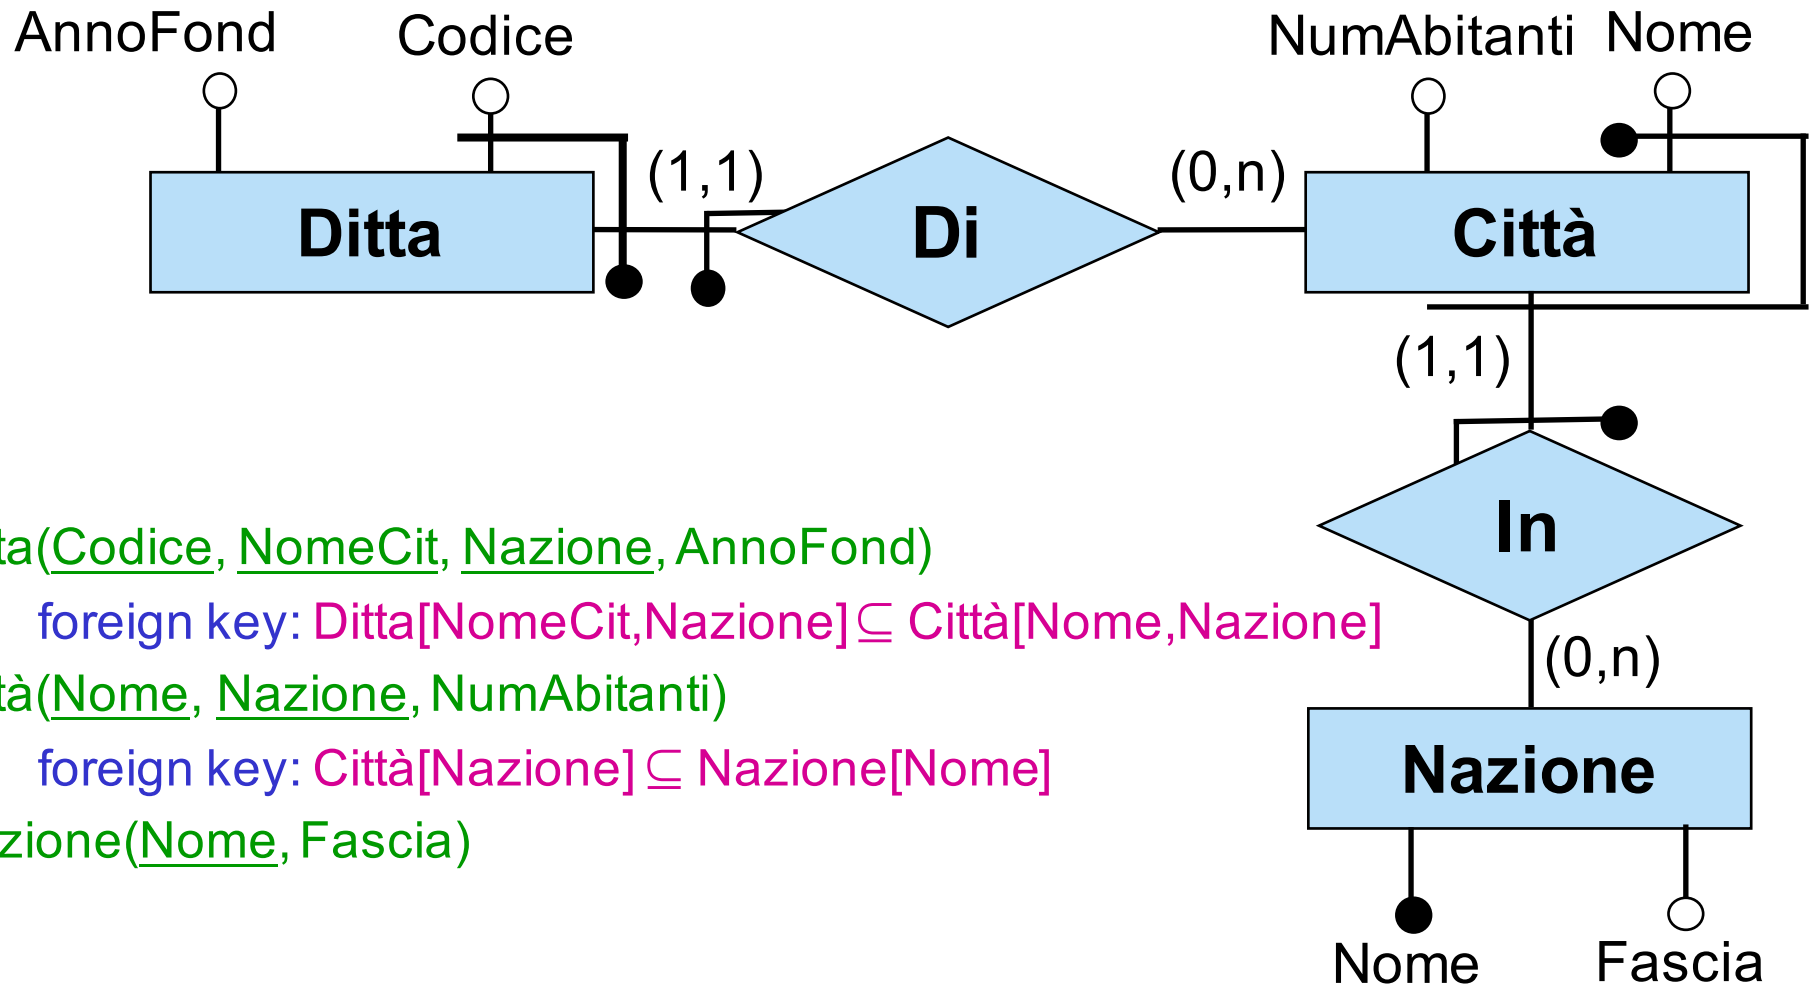 AnnoFond Codice NumAbitanti Nome
(1,1) (0,n)
Ditta Di Città
(1,1)
In
ta(Codice, NomeCit, Nazione, AnnoFond)
foreign key: Ditta[NomeCit,Nazione] ⊆ Città[Nome,Nazione]
(0,n)
tà(Nome, Nazione, NumAbitanti)
foreign key: Città[Nazione] ⊆ Nazione[Nome]
Nazione
zione(Nome, Fascia)
Nome Fascia